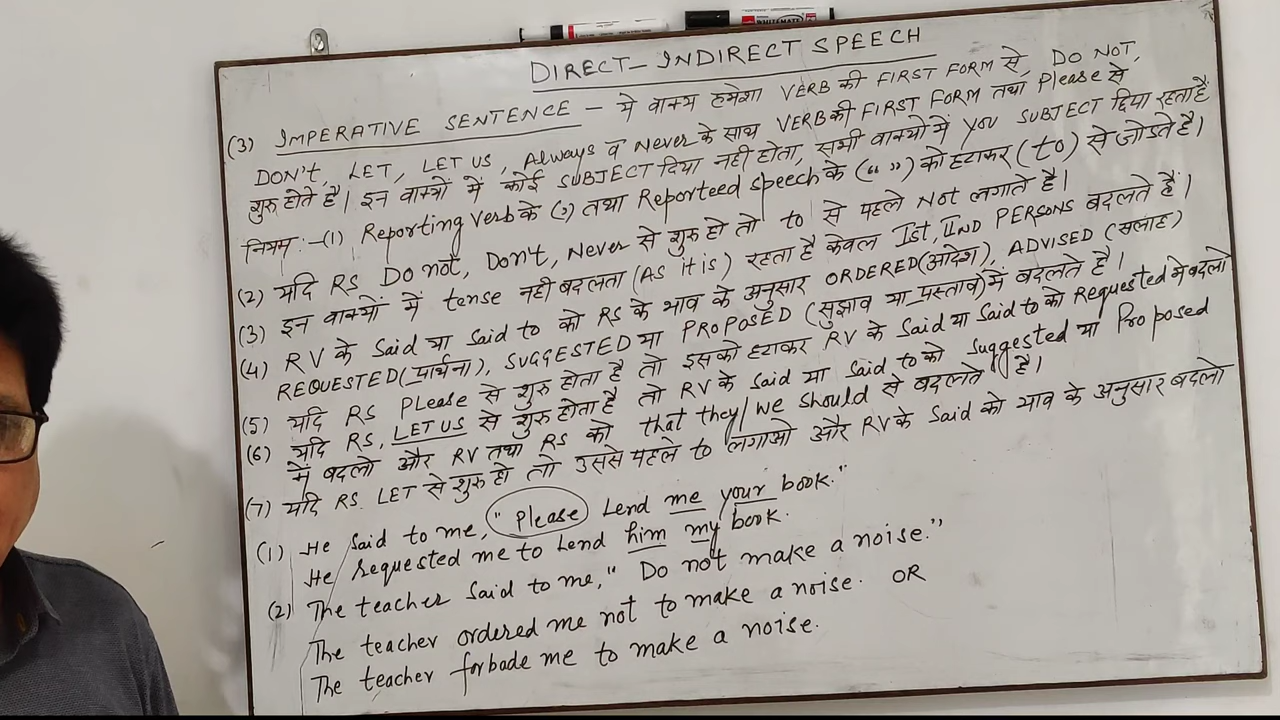 WHITEMATE
DIRECT-INDIRECT SPEECH
(3) IMPERATIVE SENTENCE - ये वाक्य हमेशा VERB की FIRST FORM से, DO NOT,
DON'T, LET, LET US, Always व Never के साथ VERB की FIRST FORM तथा Please से
शुरु होते है। इन वाक्यों में कोई SUBJECT दिया नही होता, सभी वाक्यो में YOU SUBJECT छिपा रहता है
नियम:-(1) Reporting Verb के (,) तथा Reporteed speech के (“ ”) को हटाकर (to) से जोडते है।
(2) यदि RS Do not, Don't, Never से शुरु हो तो to से पहले Not लगाते है।
(3) इन वाक्यों में tense नही बदलता (As it is) रहता है केवल Ist, IIND PERSONS बदलते हैं।
(4) RV के Said या Said to को RS के भाव के अनुसार ORDERED(आदेश), ADVISED (सलाह)
REQUESTED(प्रार्थना), SUGGESTED या PROPOSED (सुझाव या प्रस्ताव) में बदलते है।
(5) यदि RS Please से शुरु होता है तो इसको हटाकर RV के Said या Said to को Requested मे बदलो
(6) यदि RS, LET US से शुरु होता है तो RV के Said या Said to को Suggested या Proposed
में बदलो और RV तथा RS को that they/we should से बदलते है।
(7) यदि RS. LET से शुरु हो तो उससे पहले to लगाओ और RV के Said को भाव के अनुसार बदलो
(1) He Said to me, "Please Lend me your book."
He requested me to Lend him my book.
(2) The teacher Said to me, "Do not make a noise."
The teacher ordered me not to make a noise. OR
The teacher forbade me to make a noise.